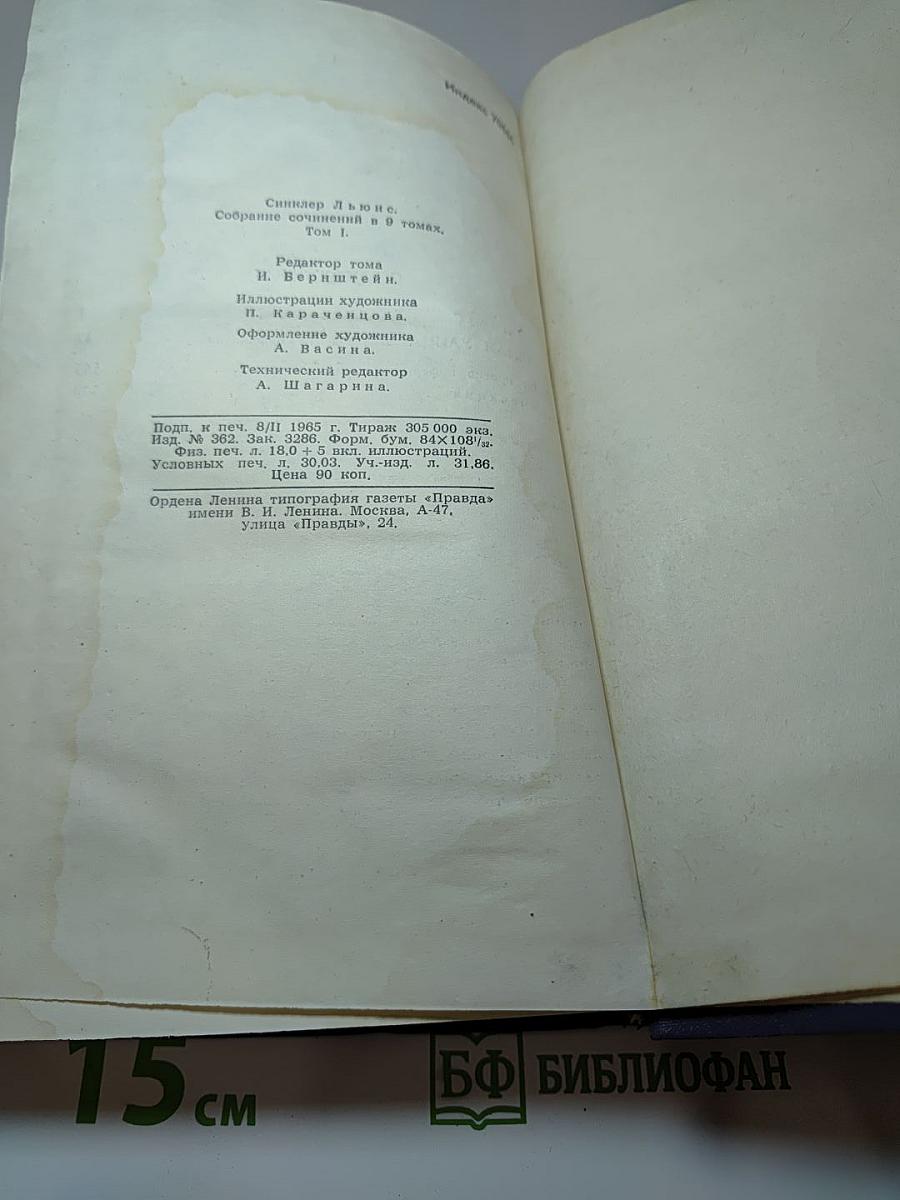 Индекс
Синклер Льюис.
Собрание сочинений в 9 томах.
Том I.
Редактор тома
И. Бернштейн.
Иллюстрации художника
П. Караченцова.
Оформление художника
А. Васина.
Технический редактор
А. Шагарина.
Подп. к печ. 8/II 1965 г. Тираж 305 000 экз.
Изд. № 362. Зак. 3286. Форм. бум. 84×108¹/₃₂.
Физ. печ. л. 18,0 + 5 вкл. иллюстраций.
Условных печ. л. 30,03. Уч.-изд. л. 31,86.
Цена 90 коп.
Ордена Ленина типография газеты «Правда»
имени В. И. Ленина. Москва, А-47,
улица «Правды», 24.
15 см
БФ БИБЛИОФАН